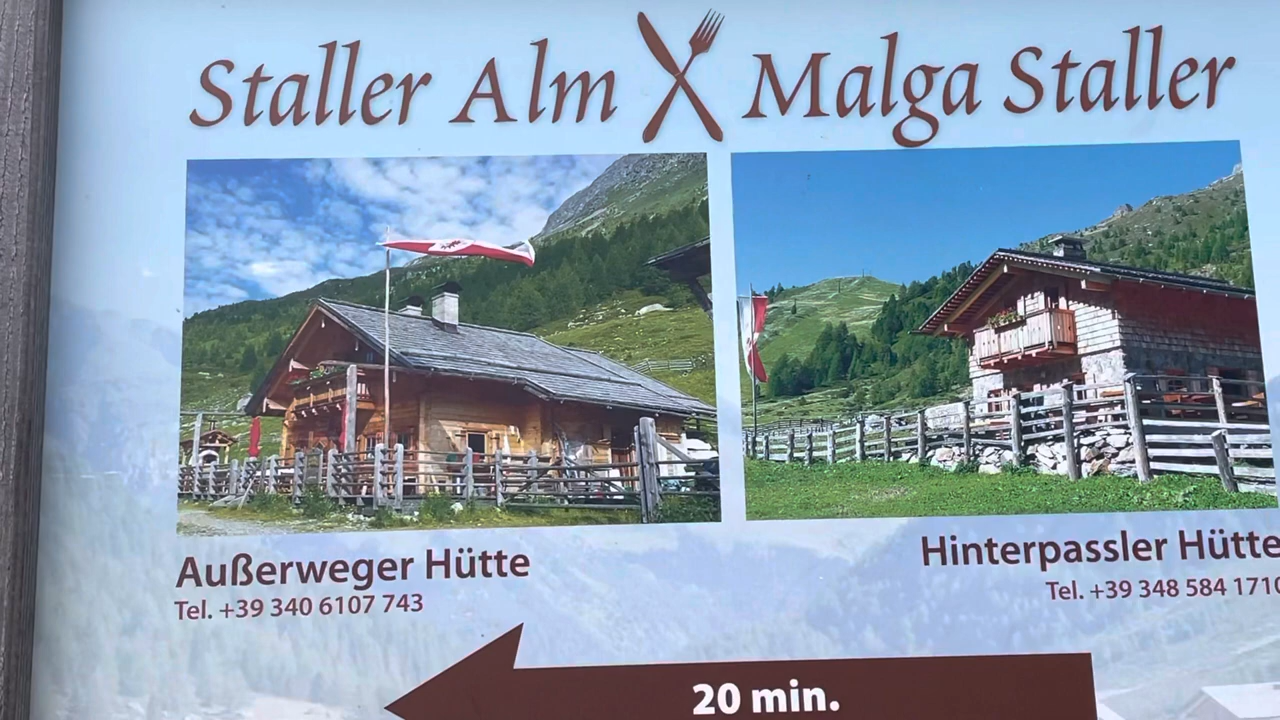 Staller Alm Malga Staller
Außerweger Hütte
Tel. +39 340 6107 743
Hinterpassler Hütte
Tel. +39 348 584 1710
20 min.